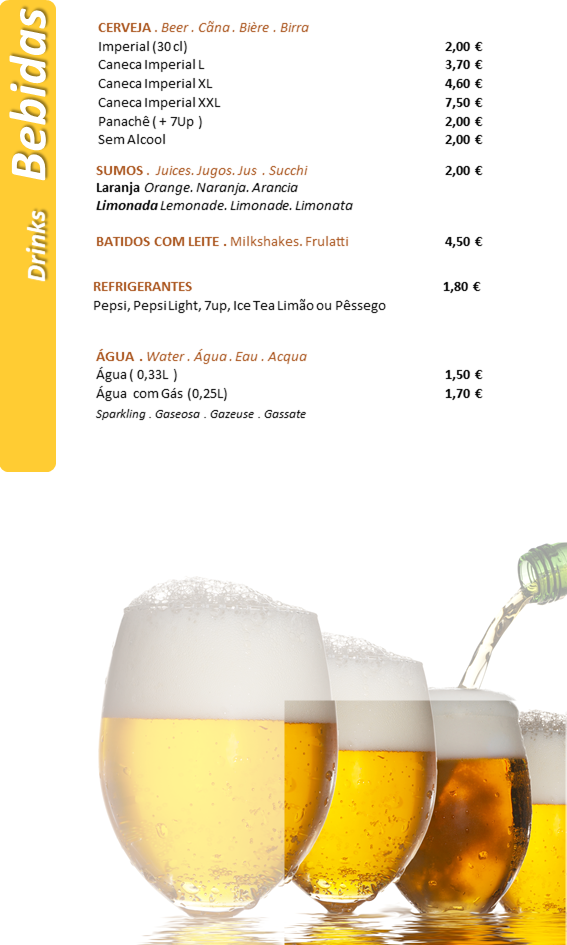 Bebidas
Drinks
CERVEJA . Beer . Cãna . Bière . Birra
Imperial (30 cl) 2,00 €
Caneca Imperial L 3,70 €
Caneca Imperial XL 4,60 €
Caneca Imperial XXL 7,50 €
Panachê ( + 7Up ) 2,00 €
Sem Alcool 2,00 €
SUMOS . Juices. Jugos. Jus . Succhi 2,00 €
Laranja Orange. Naranja. Arancia
Limonada Lemonade. Limonade. Limonata
BATIDOS COM LEITE . Milkshakes. Frulatti 4,50 €
REFRIGERANTES 1,80 €
Pepsi, Pepsi Light, 7up, Ice Tea Limão ou Pêssego
ÁGUA . Water . Água . Eau . Acqua
Água ( 0,33L ) 1,50 €
Água com Gás (0,25L) 1,70 €
Sparkling . Gaseosa . Gazeuse . Gassate